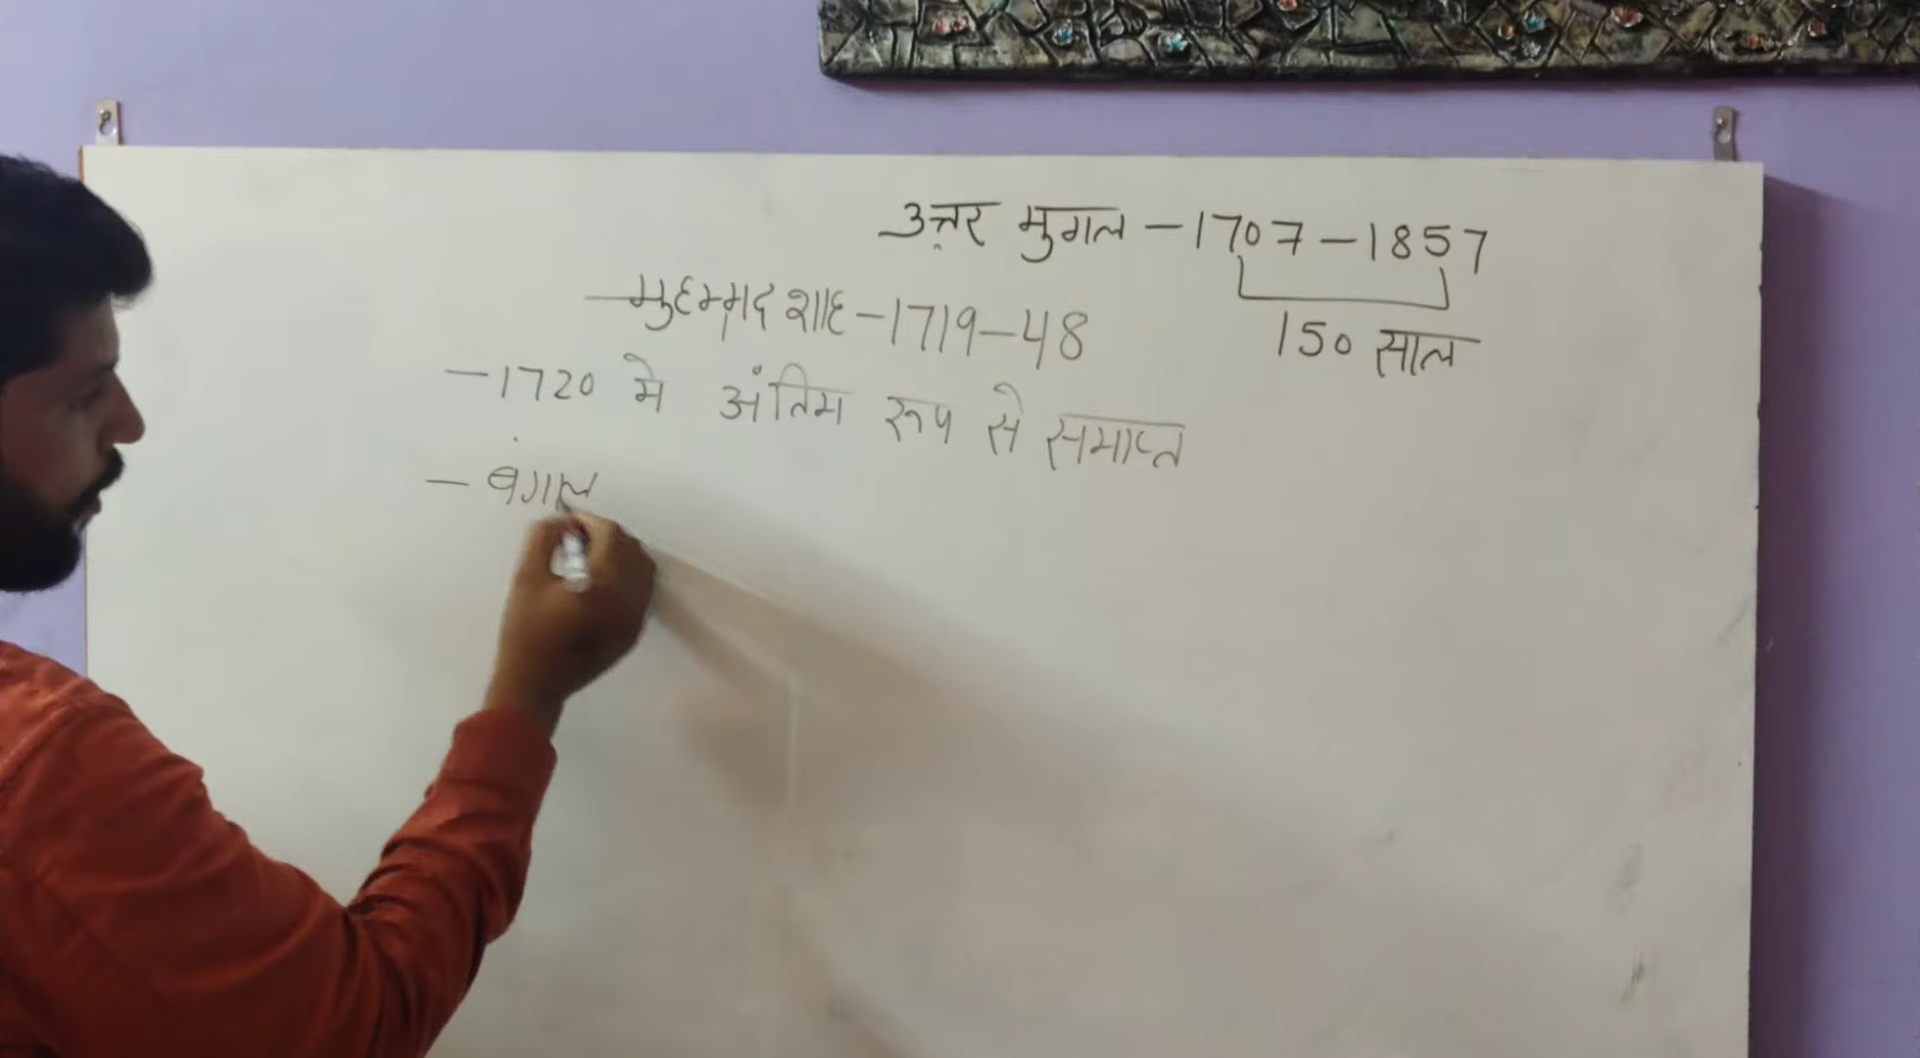 उत्तर मुगल – 1707 – 1857
150 साल
– मुहम्मद शाह – 1719 – 48
– 1720 मे अंतिम रूप से समाप्त
– बंगाल